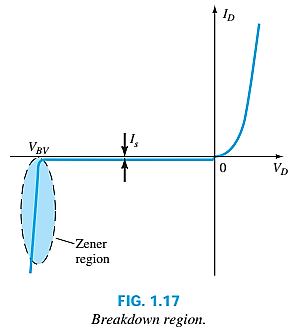 I_D
I_s
V_BV
0
V_D
Zener
region
FIG. 1.17
Breakdown region.